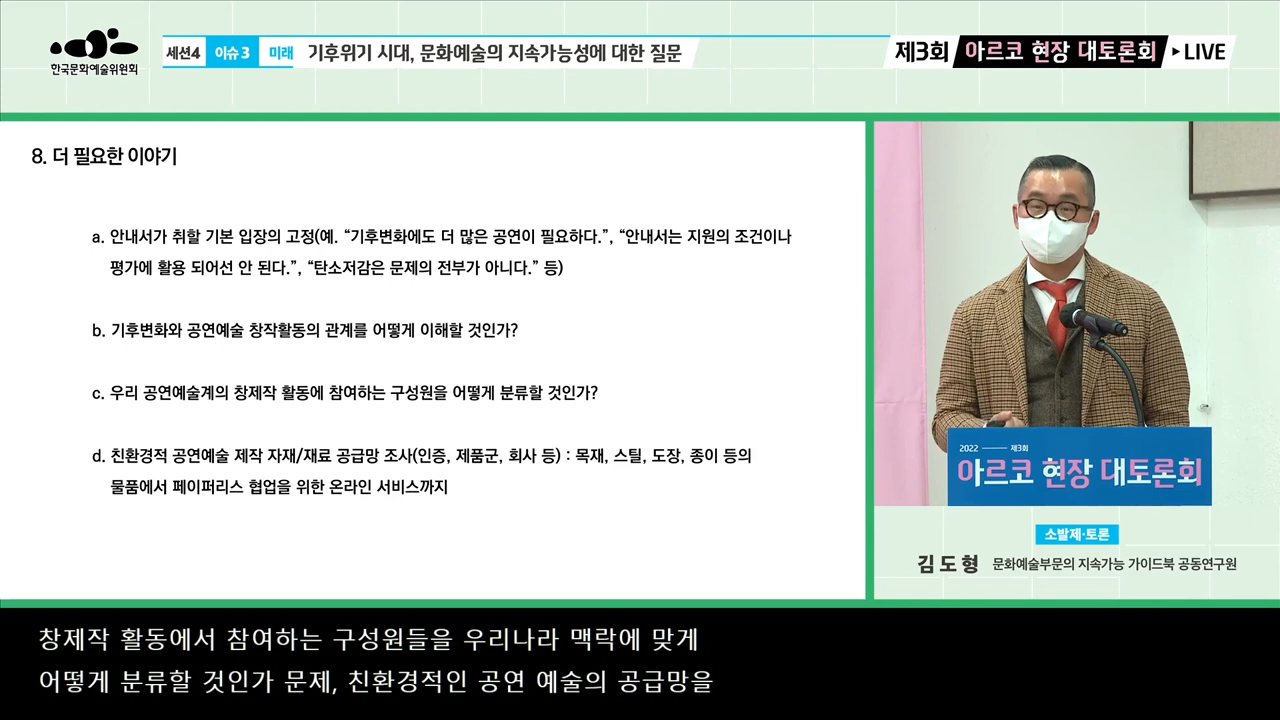 한국문화예술위원회
세션4 이슈 3 미래 기후위기 시대, 문화예술의 지속가능성에 대한 질문
제3회 아르코 현장 대토론회 ▶ LIVE
8. 더 필요한 이야기
a. 안내서가 취할 기본 입장의 고정(예. “기후변화에도 더 많은 공연이 필요하다.”, “안내서는 지원의 조건이나
평가에 활용 되어선 안 된다.”, “탄소저감은 문제의 전부가 아니다.” 등)
b. 기후변화와 공연예술 창작활동의 관계를 어떻게 이해할 것인가?
c. 우리 공연예술계의 창제작 활동에 참여하는 구성원을 어떻게 분류할 것인가?
d. 친환경적 공연예술 제작 자재/재료 공급망 조사(인증, 제품군, 회사 등) : 목재, 스틸, 도장, 종이 등의
물품에서 페이퍼리스 협업을 위한 온라인 서비스까지
2022 제3회
아르코 현장 대토론회
소발제·토론
김도형 문화예술부문의 지속가능 가이드북 공동연구원
창제작 활동에서 참여하는 구성원들을 우리나라 맥락에 맞게
어떻게 분류할 것인가 문제, 친환경적인 공연 예술의 공급망을